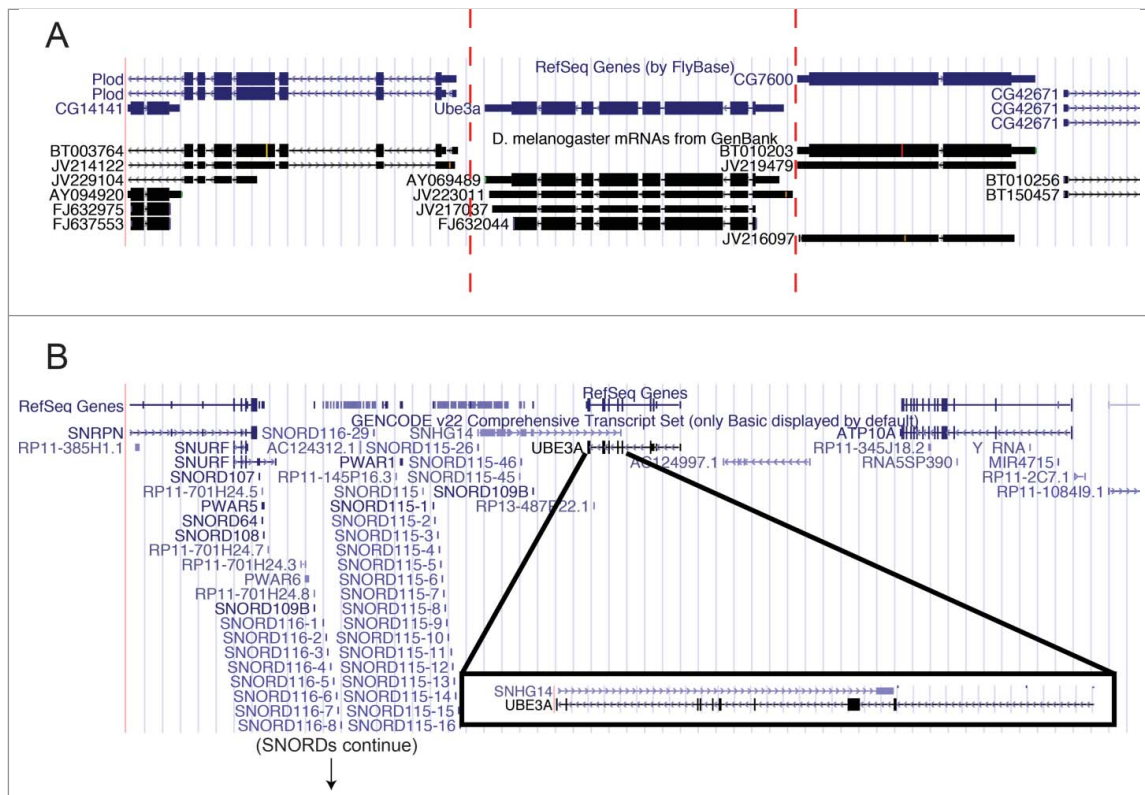 A
RefSeq Genes (by FlyBase)
Plod
CG7600
Plod
CG42671
CG14141
Ube3a
CG42671
CG42671
D. melanogaster mRNAs from GenBank
BT003764
BT010203
JV214122
JV219479
JV229104
AY069489
BT010256
AY094920
JV223011
BT150457
FJ632975
JV217037
FJ637553
FJ632044
JV216097
B
RefSeq Genes
RefSeq Genes
GENCODE v22 Comprehensive Transcript Set (only Basic displayed by default)
SNRPN
SNORD116-29
SNHG14
ATP10A
RP11-385H1.1
SNURF
AC124312.1
SNORD115-26
UBE3A
RP11-345J18.2
Y RNA
SNURF
PWAR1
SNORD115-46
AC124997.1
RNA5SP390
MIR4715
SNORD107
RP11-145P16.3
SNORD115-45
RP11-2C7.1
RP11-701H24.5
SNORD115
SNORD109B
RP11-1084I9.1
PWAR5
SNORD115-1
SNORD64
SNORD115-2
SNORD108
SNORD115-3
RP11-701H24.7
SNORD115-4
RP11-701H24.3
SNORD115-5
PWAR6
SNORD115-6
RP11-701H24.8
SNORD115-7
SNORD109B
SNORD115-8
SNORD116-1
SNORD115-9
SNORD116-2
SNORD115-10
SNORD116-3
SNORD115-11
SNORD116-4
SNORD115-12
SNORD116-5
SNORD115-13
SNORD116-6
SNORD115-14
SNORD116-7
SNORD115-15
SNORD116-8
SNORD115-16
SNHG14
UBE3A
(SNORDs continue)